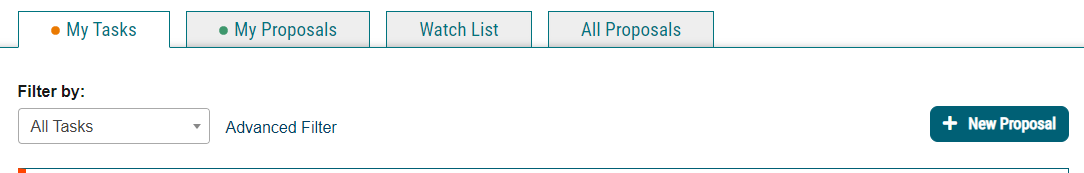 My Tasks My Proposals Watch List All Proposals
Filter by:
All Tasks Advanced Filter + New Proposal